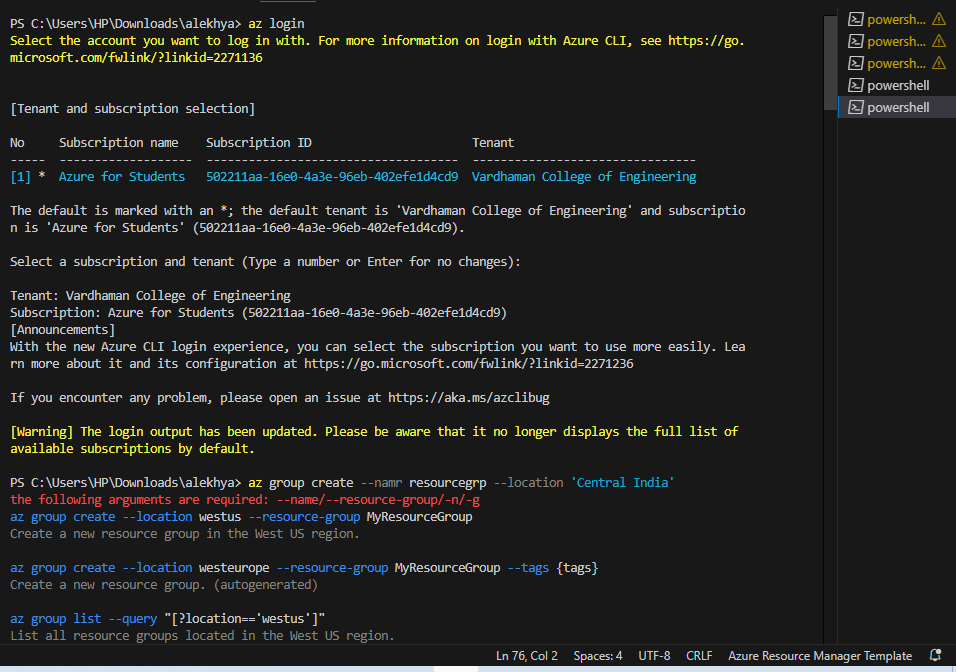 PS C:\Users\HP\Downloads\alekhya> az login
Select the account you want to log in with. For more information on login with Azure CLI, see https://go.
microsoft.com/fwlink/?linkid=2271136
[Tenant and subscription selection]
No     Subscription name    Subscription ID                       Tenant
-----  -------------------  ------------------------------------  --------------------------------
[1] *  Azure for Students   502211aa-16e0-4a3e-96eb-402efe1d4cd9  Vardhaman College of Engineering
The default is marked with an *; the default tenant is 'Vardhaman College of Engineering' and subscriptio
n is 'Azure for Students' (502211aa-16e0-4a3e-96eb-402efe1d4cd9).
Select a subscription and tenant (Type a number or Enter for no changes):
Tenant: Vardhaman College of Engineering
Subscription: Azure for Students (502211aa-16e0-4a3e-96eb-402efe1d4cd9)
[Announcements]
With the new Azure CLI login experience, you can select the subscription you want to use more easily. Lea
rn more about it and its configuration at https://go.microsoft.com/fwlink/?linkid=2271236
If you encounter any problem, please open an issue at https://aka.ms/azclibug
[Warning] The login output has been updated. Please be aware that it no longer displays the full list of
available subscriptions by default.
PS C:\Users\HP\Downloads\alekhya> az group create --namr resourcegrp --location 'Central India'
the following arguments are required: --name/--resource-group/-n/-g
az group create --location westus --resource-group MyResourceGroup
Create a new resource group in the West US region.
az group create --location westeurope --resource-group MyResourceGroup --tags {tags}
Create a new resource group. (autogenerated)
az group list --query "[?location=='westus']"
List all resource groups located in the West US region.
powersh...
powersh...
powersh...
powershell
powershell
Ln 76, Col 2  Spaces: 4  UTF-8  CRLF  Azure Resource Manager Template